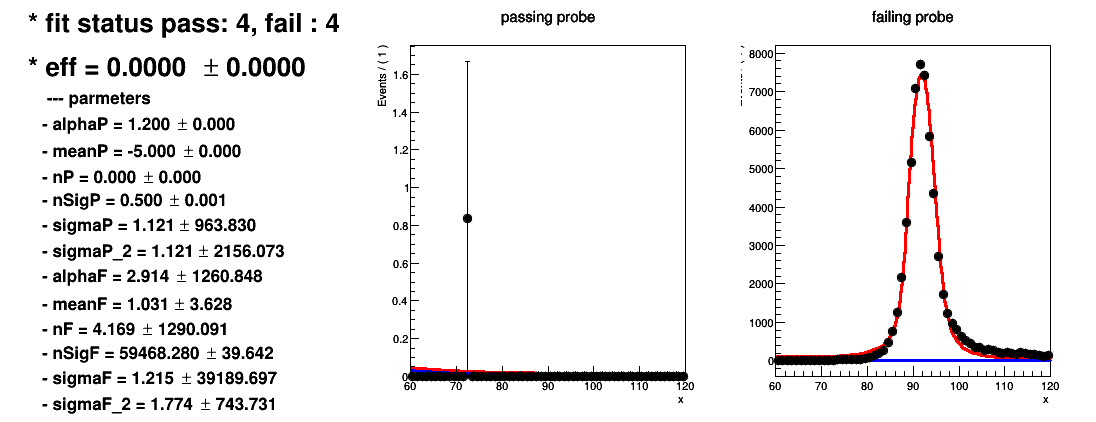 * fit status pass: 4, fail : 4
* eff = 0.0000 ± 0.0000
--- parmeters
- alphaP = 1.200 ± 0.000
- meanP = -5.000 ± 0.000
- nP = 0.000 ± 0.000
- nSigP = 0.500 ± 0.001
- sigmaP = 1.121 ± 963.830
- sigmaP_2 = 1.121 ± 2156.073
- alphaF = 2.914 ± 1260.848
- meanF = 1.031 ± 3.628
- nF = 4.169 ± 1290.091
- nSigF = 59468.280 ± 39.642
- sigmaF = 1.215 ± 39189.697
- sigmaF_2 = 1.774 ± 743.731
passing probe
Events / ( 1 )
1.6
1.4
1.2
1
0.8
0.6
0.4
0.2
0
60 70 80 90 100 110 120
x
failing probe
8000
7000
6000
5000
4000
3000
2000
1000
0
60 70 80 90 100 110 120
x